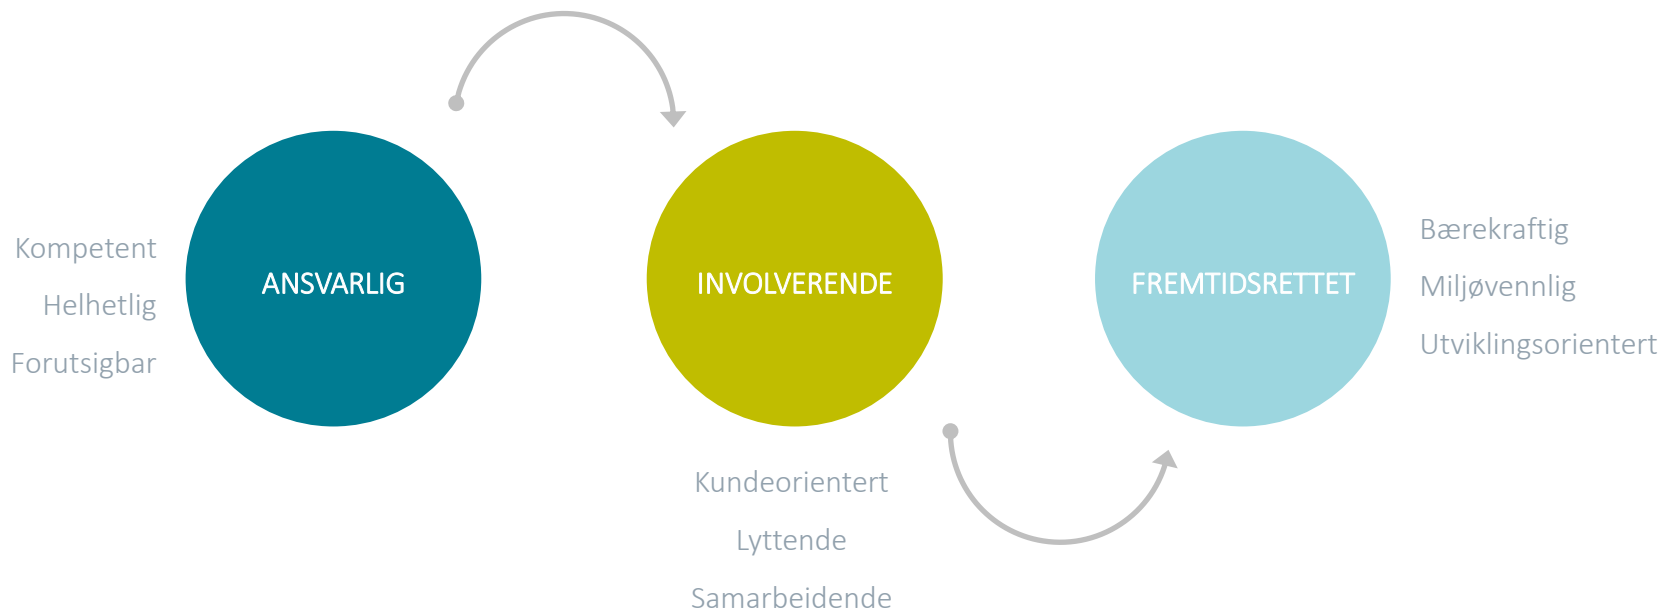 Kompetent
Helhetlig
Forutsigbar
ANSVARLIG
INVOLVERENDE
Kundeorientert
Lyttende
Samarbeidende
FREMTIDSRETTET
Bærekraftig
Miljøvennlig
Utviklingsorientert